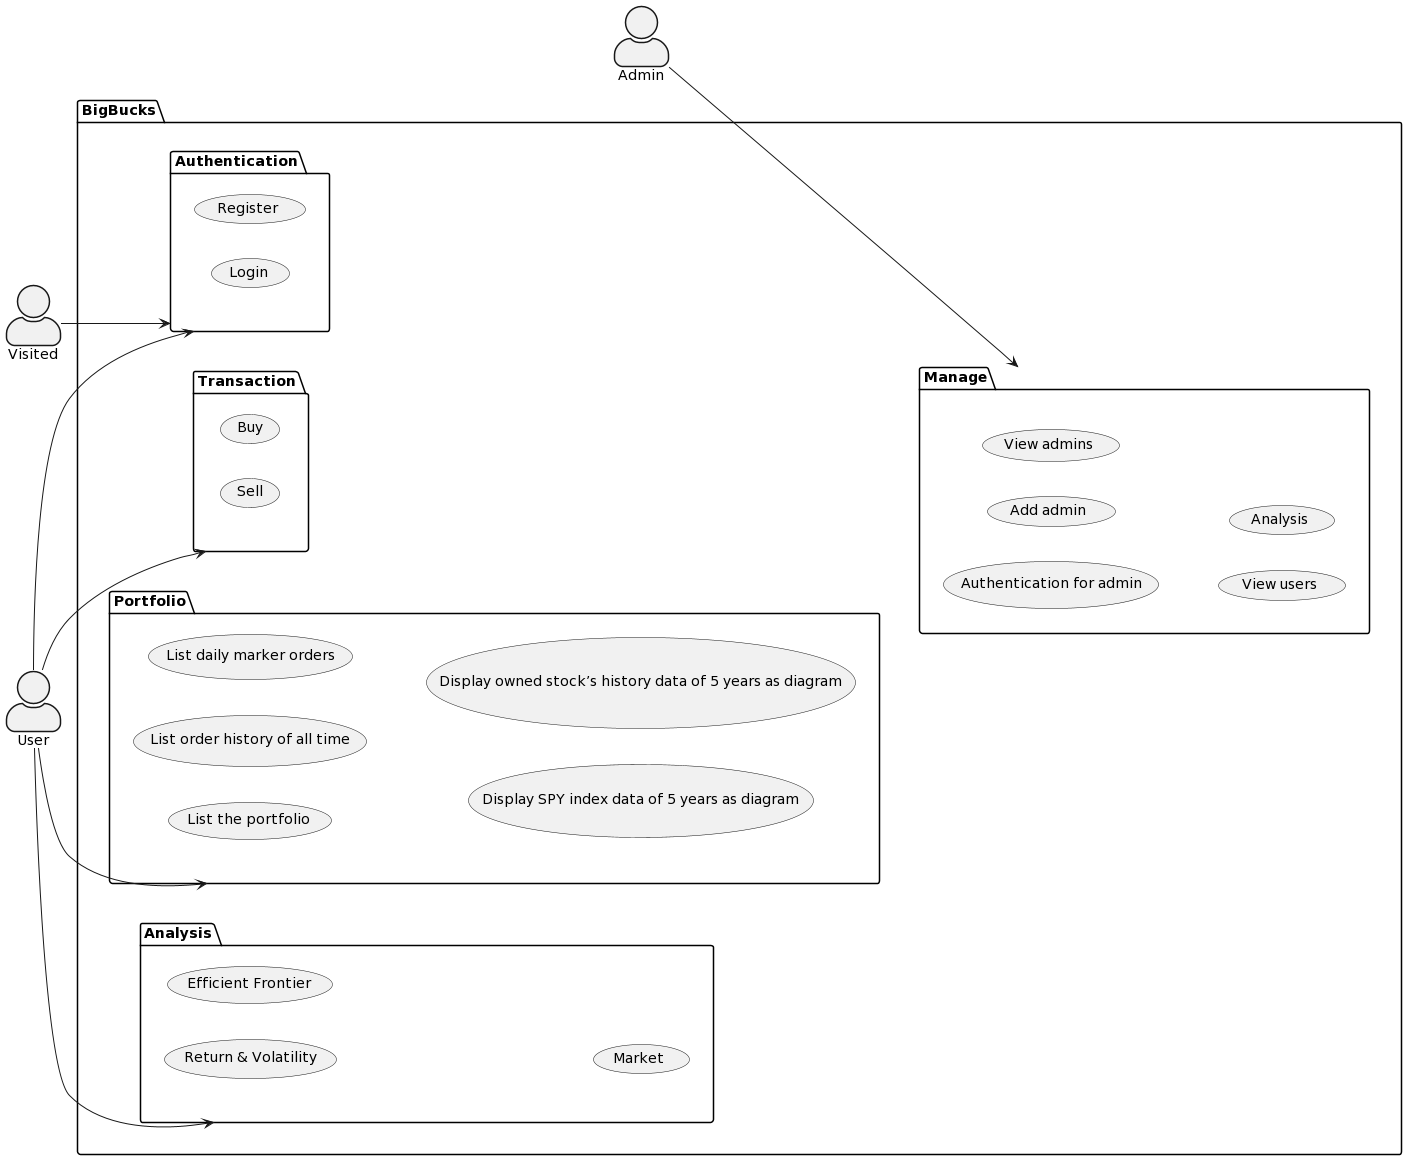 Admin
BigBucks
Authentication
Register
Login
Visited
Transaction
Buy
Sell
Manage
View admins
Add admin
Analysis
Authentication for admin
View users
Portfolio
List daily marker orders
Display owned stock’s history data of 5 years as diagram
List order history of all time
Display SPY index data of 5 years as diagram
List the portfolio
User
Analysis
Efficient Frontier
Return & Volatility
Market